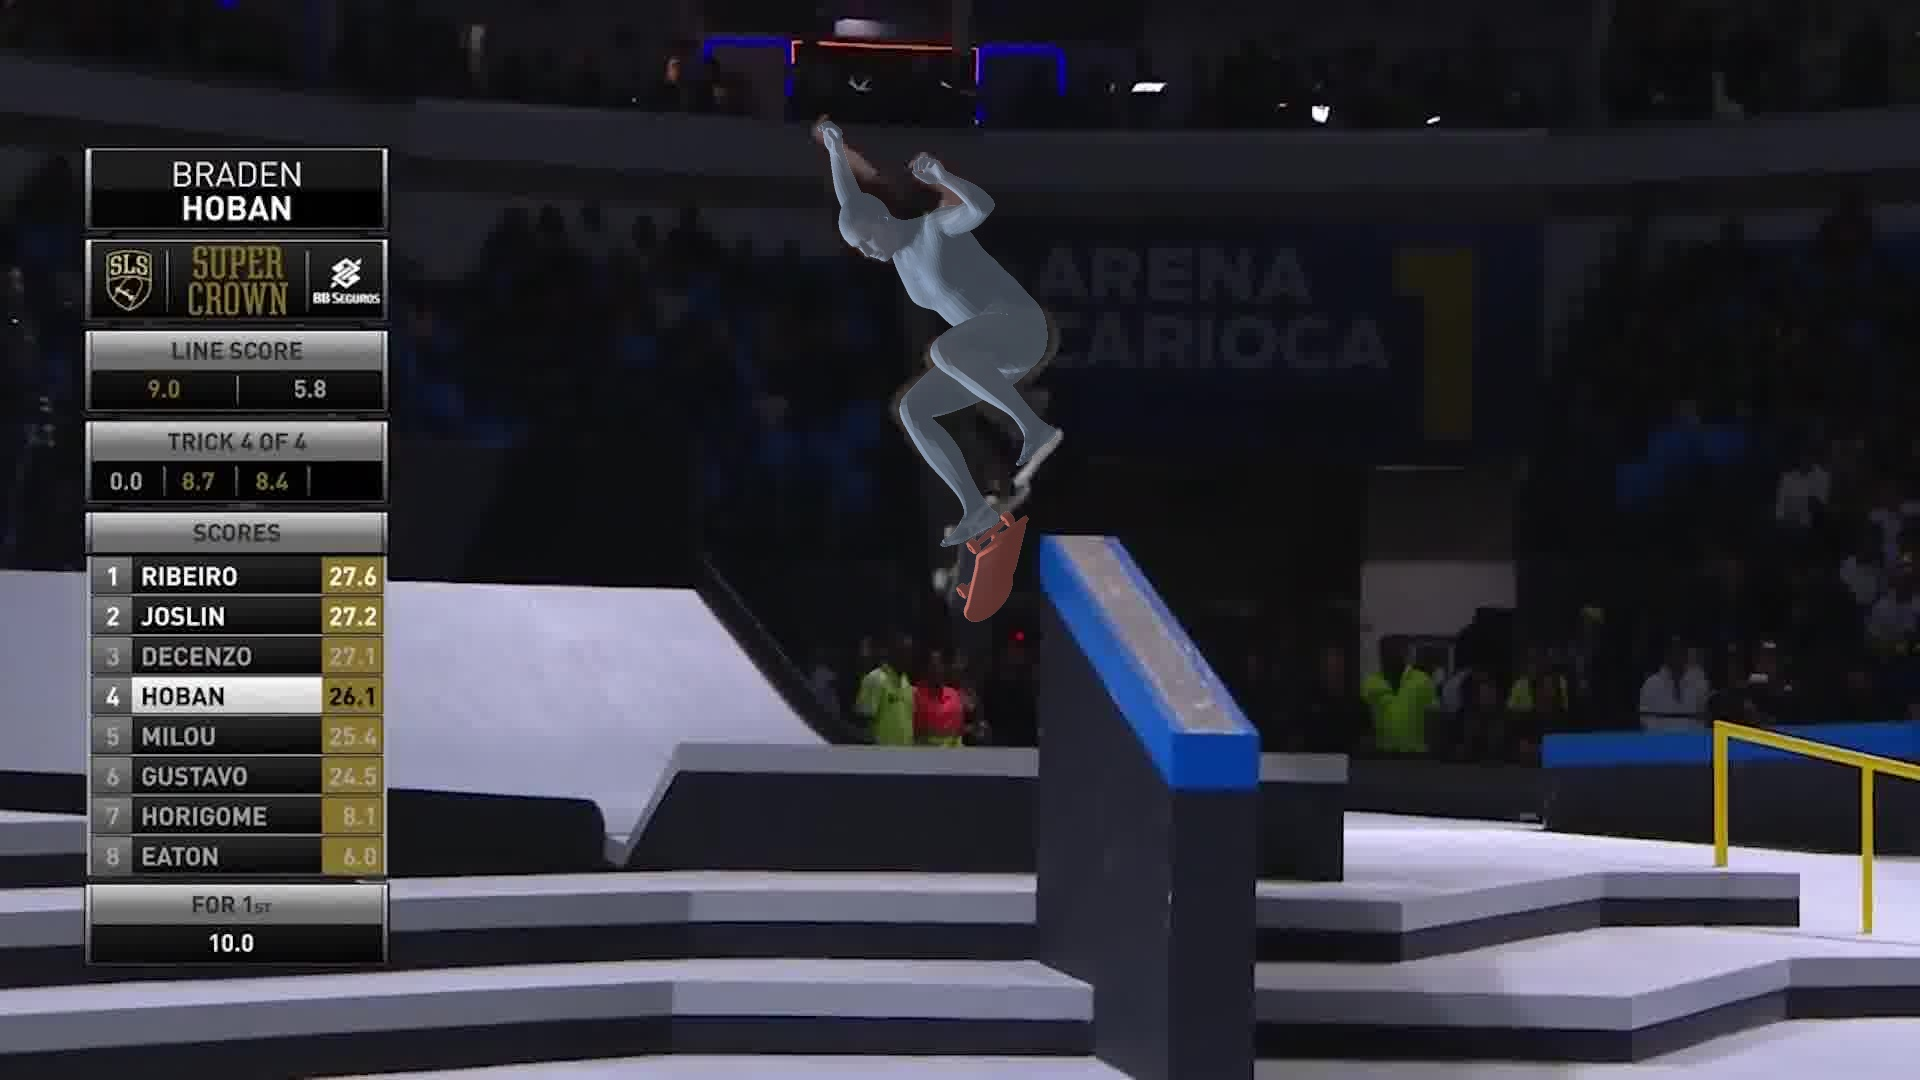 BRADEN
HOBAN
SLS
SUPER
CROWN
BB SEGUROS
LINE SCORE
9.0 5.8
TRICK 4 OF 4
0.0 8.7 8.4
SCORES
1 RIBEIRO 27.6
2 JOSLIN 27.2
3 DECENZO 27.1
4 HOBAN 26.1
5 MILOU 25.4
6 GUSTAVO 24.5
7 HORIGOME 8.1
8 EATON 6.0
FOR 1ST
10.0
ARENA
CARIOCA
1